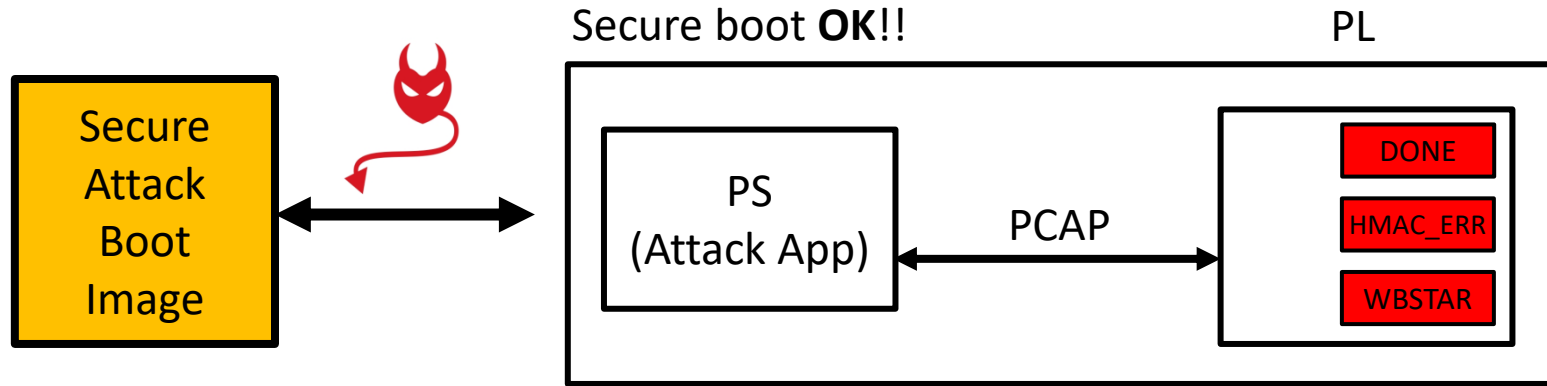 Secure boot OK!!
PL
Secure
Attack
Boot
Image
PS
(Attack App)
PCAP
DONE
HMAC_ERR
WBSTAR